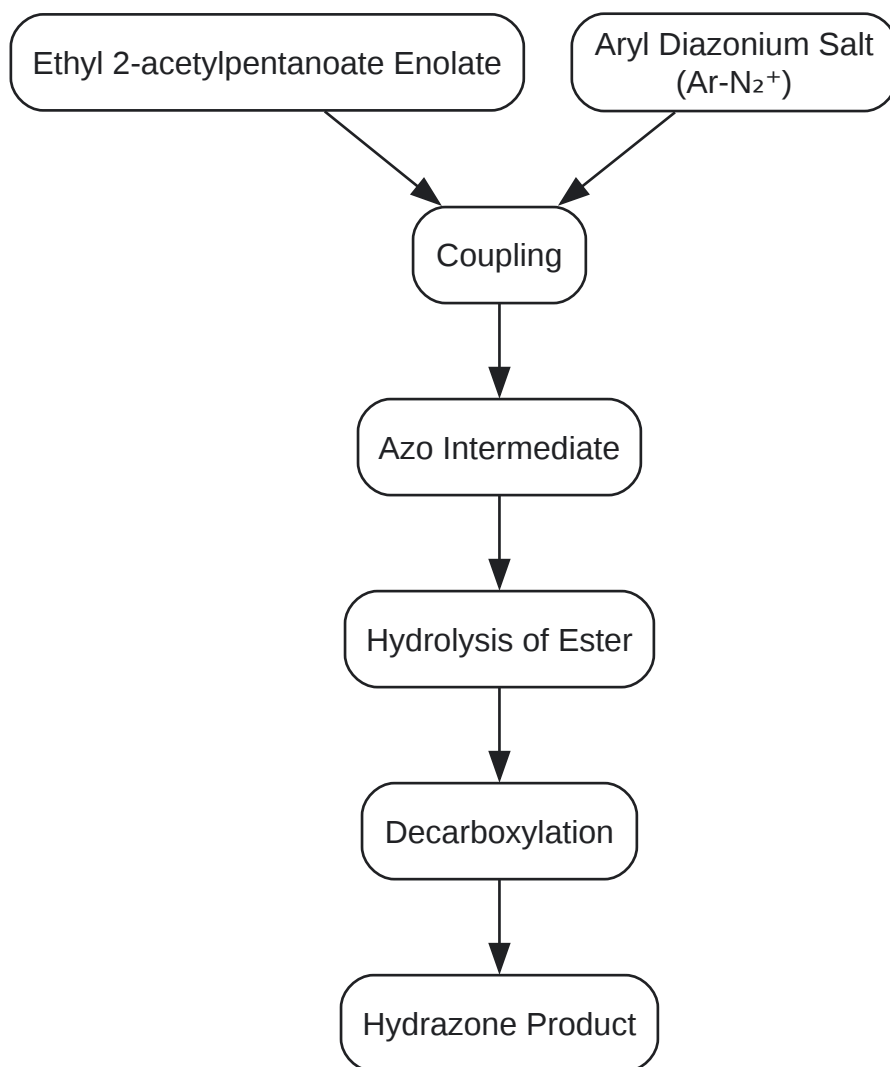 Ethyl 2-acetylpentanoate Enolate
Aryl Diazonium Salt
(Ar-N₂⁺)
Coupling
Azo Intermediate
Hydrolysis of Ester
Decarboxylation
Hydrazone Product